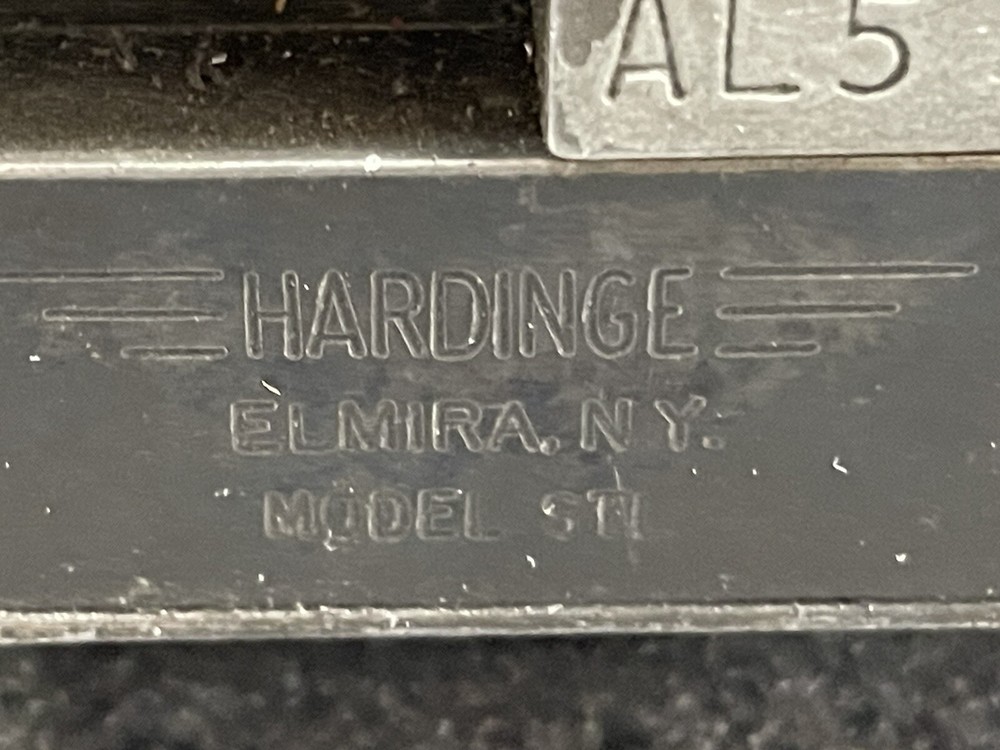 AL5
HARDINGE
ELMIRA, N Y.
MODEL